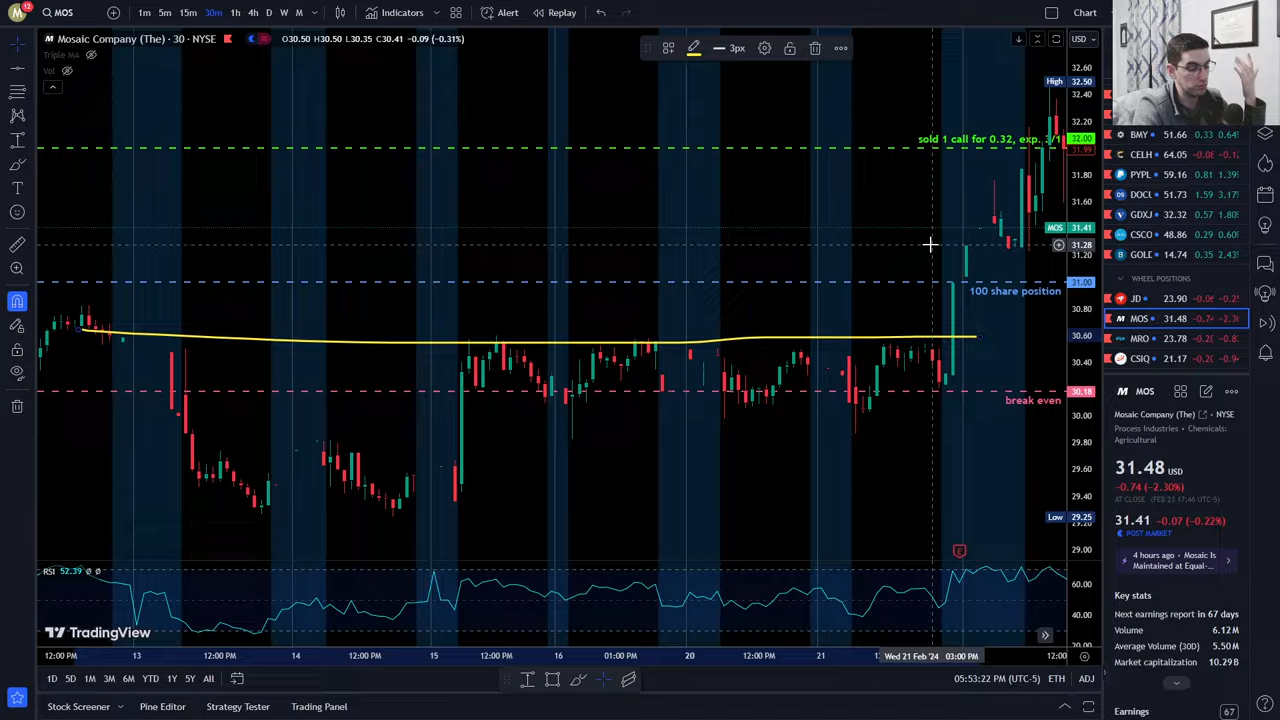 M 12 MOS 1m 5m 15m 30m 1h 4h D W M Indicators Alert Replay Chart
Mosaic Company (The) · 30 · NYSE O30.50 H30.50 L30.35 C30.41 -0.09 (-0.31%)
3px
USD
Triple MA
Vol
32.60
High 32.50
32.40
32.20
sold 1 call for 0.32, exp. 3/1 32.00
31.99
31.80
31.60
MOS 31.41
31.28
31.20
31.00
100 share position
30.80
30.60
30.40
30.18
break even
30.00
29.80
29.60
29.40
Low 29.25
29.20
29.00
E
RSI 52.39 ∅ ∅
60.00
40.00
20.00
TradingView
12:00 PM 13 12:00 PM 14 12:00 PM 15 12:00 PM 16 01:00 PM 20 12:00 PM 21 Wed 21 Feb '24 03:00 PM 12:00
1D 5D 1M 3M 6M YTD 1Y 5Y All
05:53:22 PM (UTC-5) ETH ADJ
Stock Screener Pine Editor Strategy Tester Trading Panel
BMY 51.66 0.33 0.64
CELH 64.05 -0.08 -0.12
PYPL 59.16 0.81 1.39
DOCU 51.73 1.59 3.17
GDXJ 32.32 0.57 1.80
CSCO 48.86 0.29 0.60
GOLD 14.74 0.35 2.43
WHEEL POSITIONS
JD 23.90 -0.06 -0.25
MOS 31.48 -0.74 -2.30
MRO 23.78 -0.20
CSIQ 21.17 -0.20
MOS
Mosaic Company (The) · NYSE
Process Industries · Chemicals:
Agricultural
31.48 USD
-0.74 (-2.30%)
AT CLOSE (FEB 23 17:46 UTC-5)
31.41 -0.07 (-0.22%)
POST MARKET
4 hours ago · Mosaic Is
Maintained at Equal-...
Key stats
Next earnings report In 67 days
Volume 6.12M
Average Volume (30D) 5.50M
Market capitalization 10.29B
Earnings 67